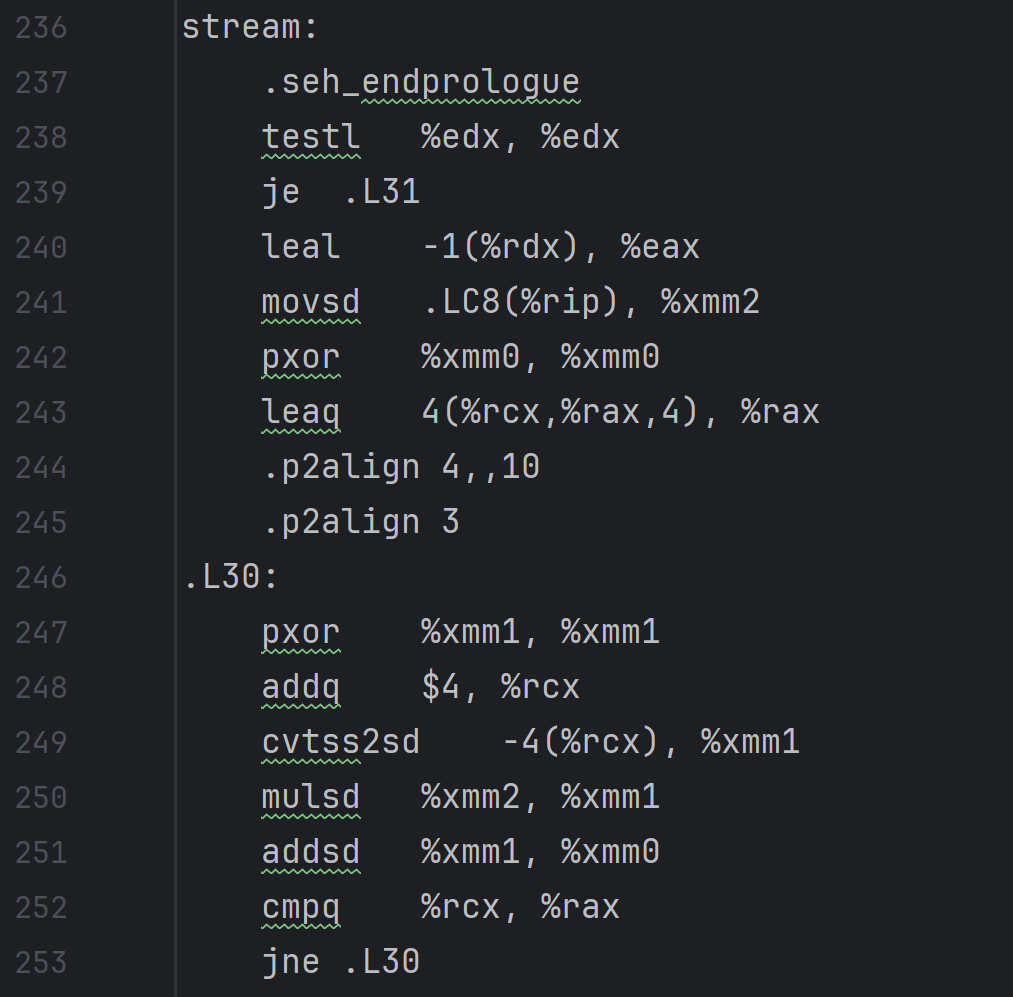 236 stream:
237 .seh_endprologue
238 testl %edx, %edx
239 je .L31
240 leal -1(%rdx), %eax
241 movsd .LC8(%rip), %xmm2
242 pxor %xmm0, %xmm0
243 leaq 4(%rcx,%rax,4), %rax
244 .p2align 4,,10
245 .p2align 3
246 .L30:
247 pxor %xmm1, %xmm1
248 addq $4, %rcx
249 cvtss2sd -4(%rcx), %xmm1
250 mulsd %xmm2, %xmm1
251 addsd %xmm1, %xmm0
252 cmpq %rcx, %rax
253 jne .L30